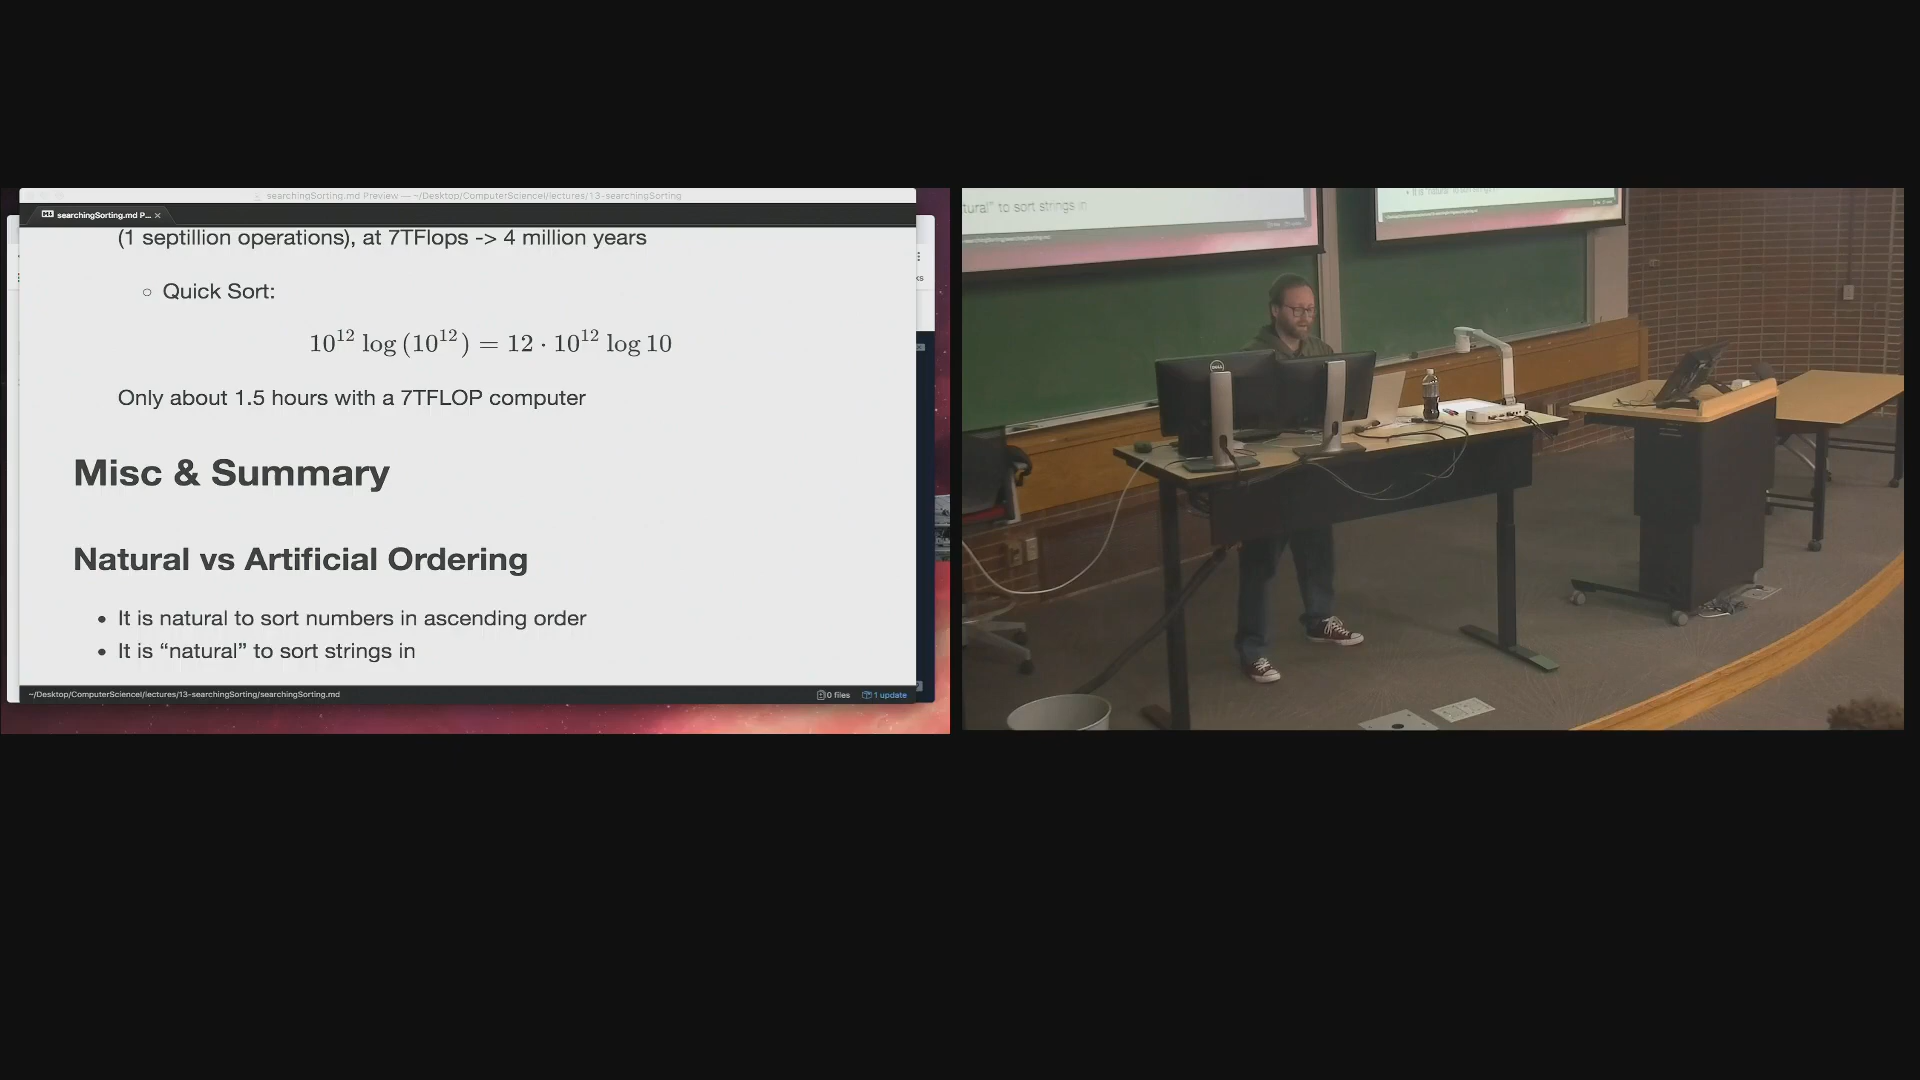 searchingSorting.md Preview — ~/Desktop/ComputerScienceI/lectures/13-searchingSorting
searchingSorting.md P...
(1 septillion operations), at 7TFlops -> 4 million years
Quick Sort:
10^12 log (10^12) = 12 · 10^12 log 10
Only about 1.5 hours with a 7TFLOP computer
Misc & Summary
Natural vs Artificial Ordering
It is natural to sort numbers in ascending order
It is “natural” to sort strings in
~/Desktop/ComputerScienceI/lectures/13-searchingSorting/searchingSorting.md
0 files
1 update
tural” to sort strings in
DELL